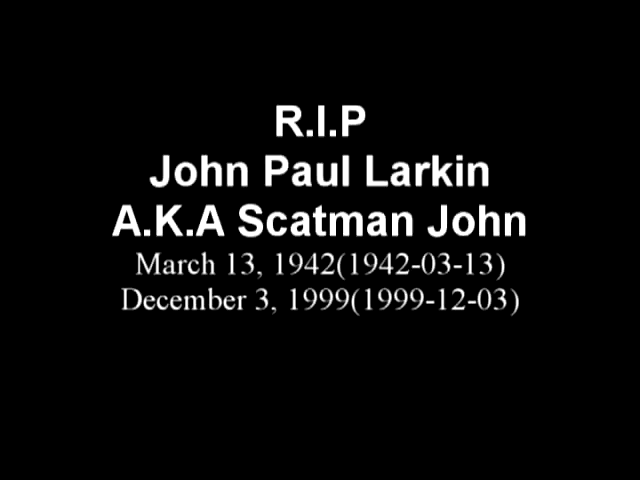 R.I.P
John Paul Larkin
A.K.A Scatman John
March 13, 1942(1942-03-13)
December 3, 1999(1999-12-03)